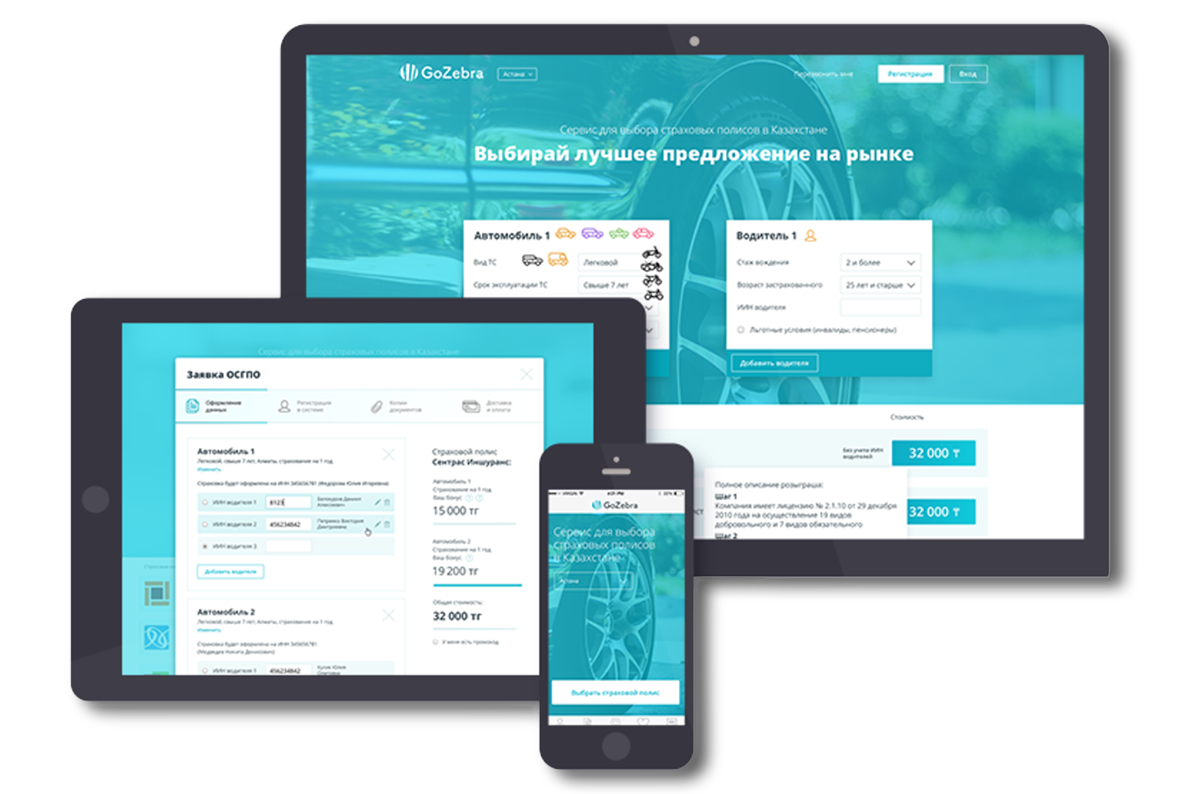 GoZebra
Астана
Перезвонить мне
Регистрация
Вход
Сервис для выбора страховых полисов в Казахстане
Выбирай лучшее предложение на рынке
Автомобиль 1
Вид ТС
Легковой
Срок эксплуатации ТС
Свыше 7 лет
Водитель 1
Стаж вождения
2 и более
Возраст застрахованного
25 лет и старше
ИИН водителя
Льготные условия (инвалиды, пенсионеры)
Добавить водителя
Стоимость
Без учета ИИН
водителей
32 000 ₸
Полное описание розыгрыша:
Шаг 1
Компания имеет лицензию № 2.1.10 от 29 декабря
2010 года на осуществление 19 видов
добровольного и 7 видов обязательного
Шаг 2
32 000 ₸
Сервис для выбора страховых полисов в Казахстане
Заявка ОСГПО
Оформление
данных
Регистрация
в системе
Копии
документов
Доставка
и оплата
Автомобиль 1
Легковой, свыше 7 лет, Алматы, страхование на 1 год
Изменить
Страховка будет оформлена на ИНН 345656781 (Федорова Юлия Игоревна)
ИИН водителя 1
8123
Белокуров Даниил
Алексеевич
ИИН водителя 2
456234842
Петренко Виктория
Дмитриевна
ИИН водителя 3
Добавить водителя
Автомобиль 2
Легковой, свыше 7 лет, Алматы, страхование на 1 год
Изменить
Страховка будет оформлена на ИНН 345656781
(Медведев Никита Денисович)
ИИН водителя 1
456234842
Кулик Юлия
Олеговна
Страховой полис
Сентрас Иншуранс:
Автомобиль 1
Страхование на 1 год
Ваш бонус
15 000 тг
Автомобиль 2
Страхование на 1 год
Ваш бонус
19 200 тг
Общая стоимость:
32 000 тг
У меня есть промокод
VIRGIN
4:21 PM
GoZebra
Сервис для выбора
страховых полисов
в Казахстане
Астана
Выбрать страховой полис